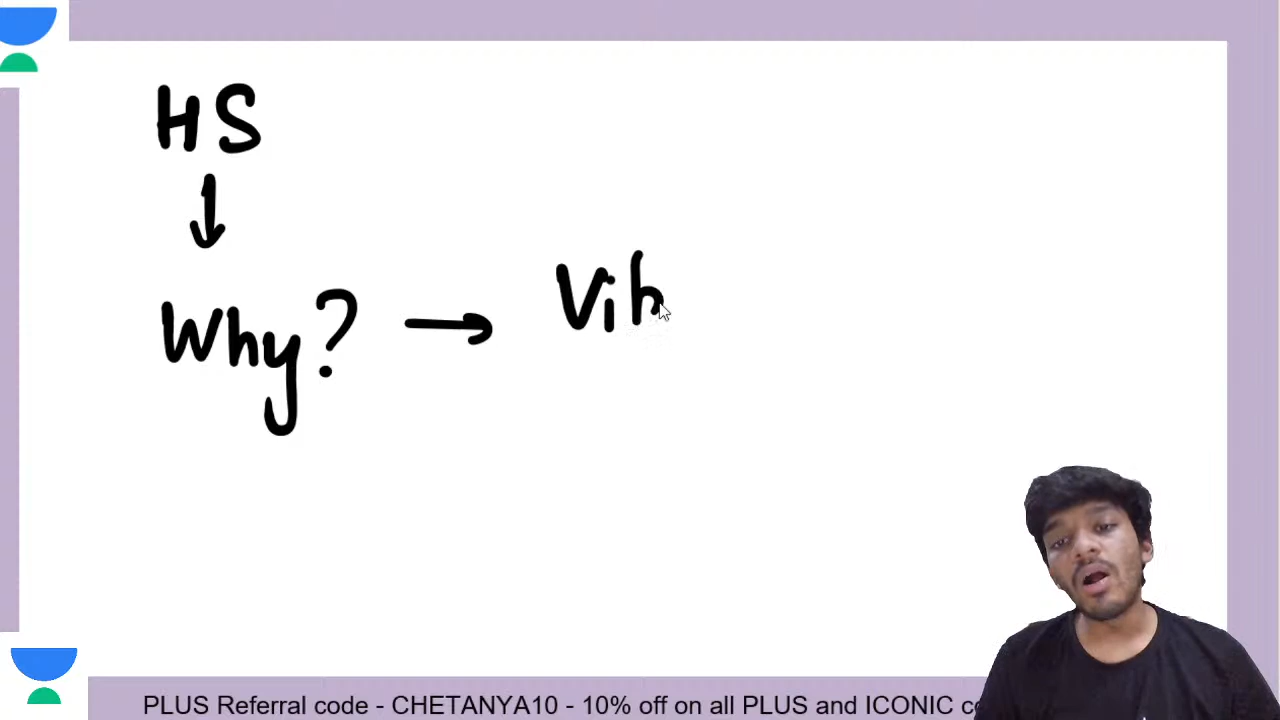 HS
Why? → Vib
PLUS Referral code - CHETANYA10 - 10% off on all PLUS and ICONIC